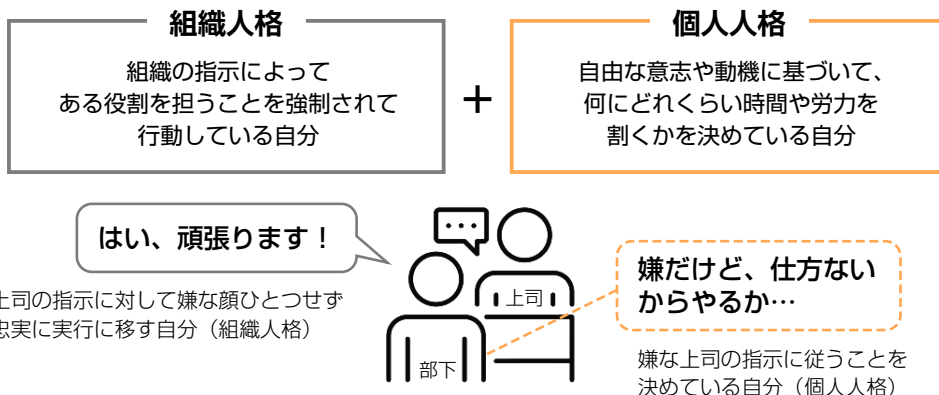 組織人格
組織の指示によって
ある役割を担うことを強制されて
行動している自分
+
個人人格
自由な意志や動機に基づいて、
何にどれくらい時間や労力を
割くかを決めている自分
はい、頑張ります！
上司の指示に対して嫌な顔ひとつせず
忠実に実行に移す自分（組織人格）
上司
部下
嫌だけど、仕方ない
からやるか…
嫌な上司の指示に従うことを
決めている自分（個人人格）